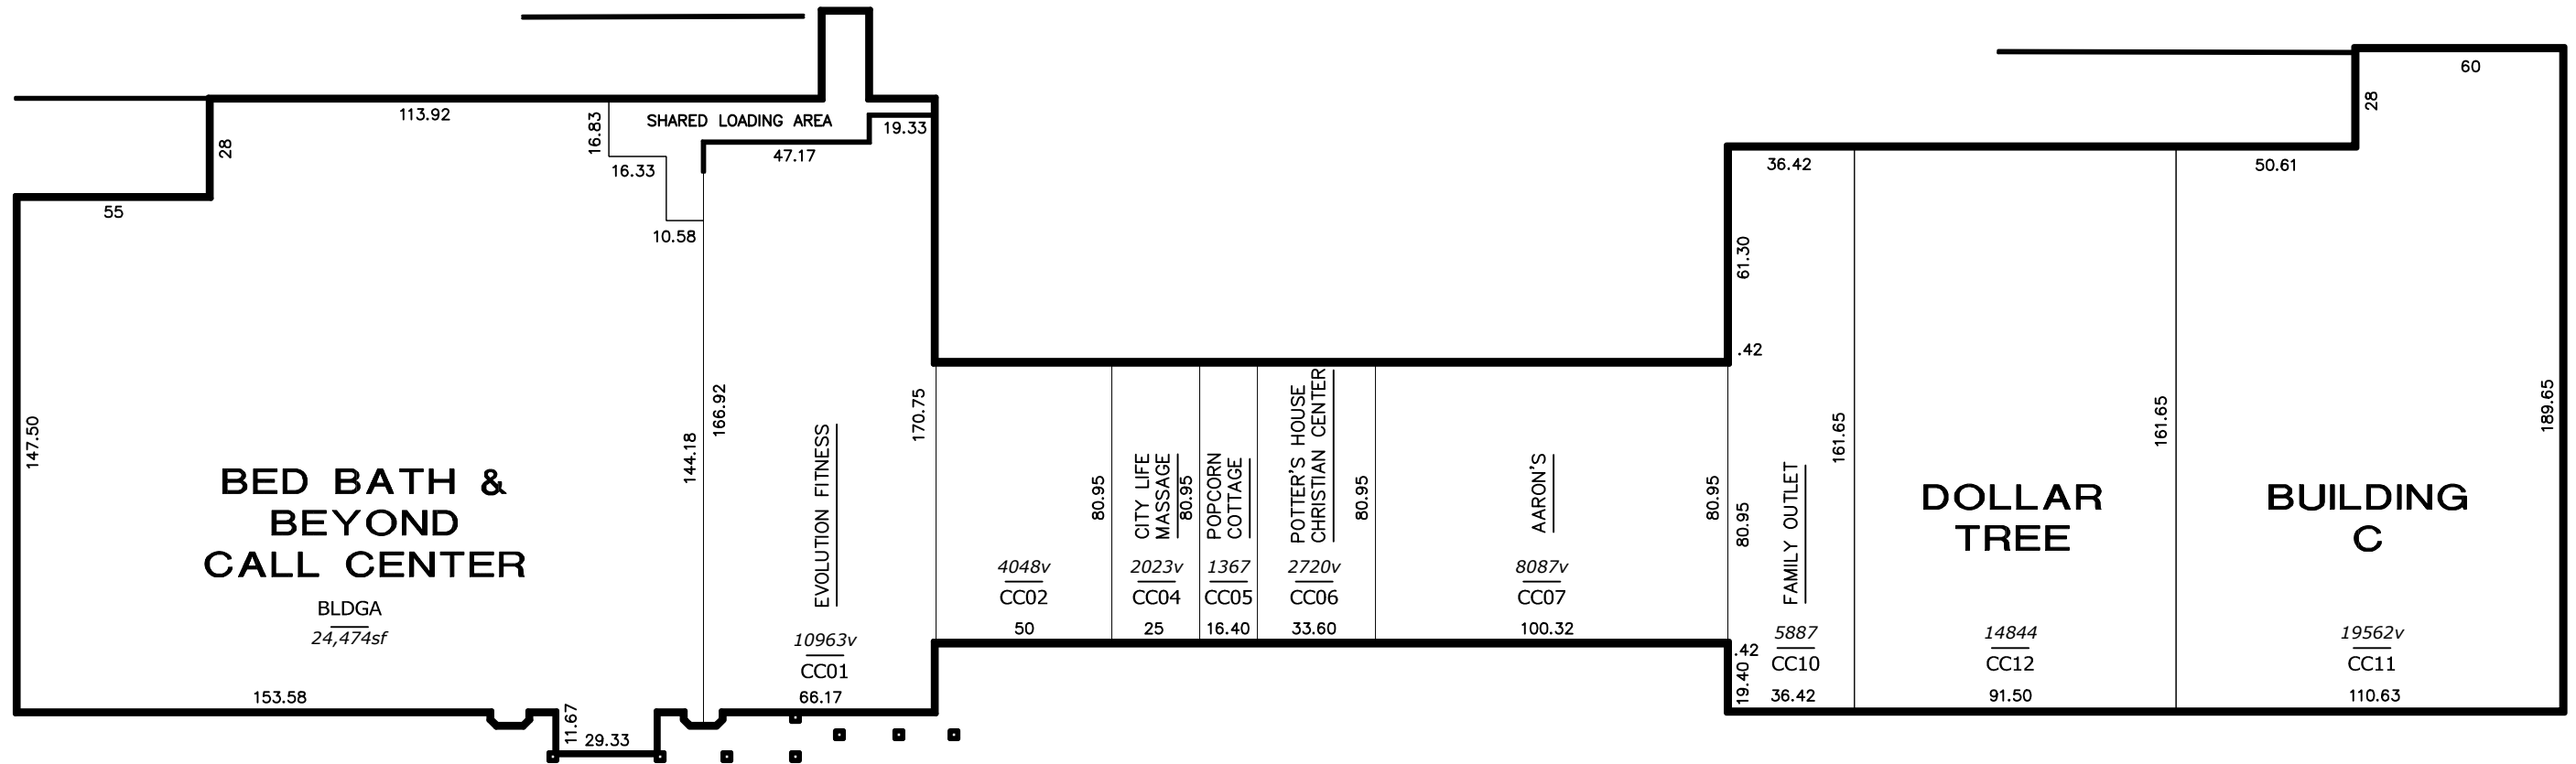 113.92
28
55
16.83
16.33
10.58
SHARED LOADING AREA
47.17
19.33
147.50
144.18
166.92
170.75
BED BATH &
BEYOND
CALL CENTER
BLDGA
24,474sf
153.58
11.67
29.33
EVOLUTION FITNESS
10963v
CC01
66.17
80.95
4048v
CC02
50
CITY LIFE
MASSAGE
80.95
2023v
CC04
25
POPCORN
COTTAGE
1367
CC05
16.40
POTTER'S HOUSE
CHRISTIAN CENTER
80.95
2720v
CC06
33.60
AARON'S
80.95
8087v
CC07
100.32
36.42
61.30
.42
80.95
.42
19.40
FAMILY OUTLET
161.65
5887
CC10
36.42
DOLLAR
TREE
161.65
14844
CC12
91.50
60
28
50.61
189.65
BUILDING
C
19562v
CC11
110.63